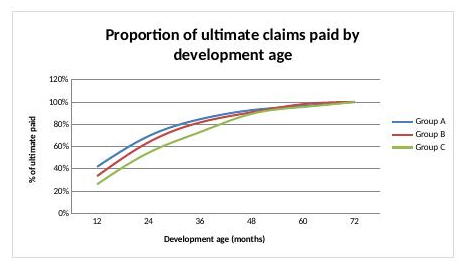 Proportion of ultimate claims paid by
development age
120%
100%
80%
60%
40%
20%
0%
% of ultimate paid
12 24 36 48 60 72
Development age (months)
Group A
Group B
Group C